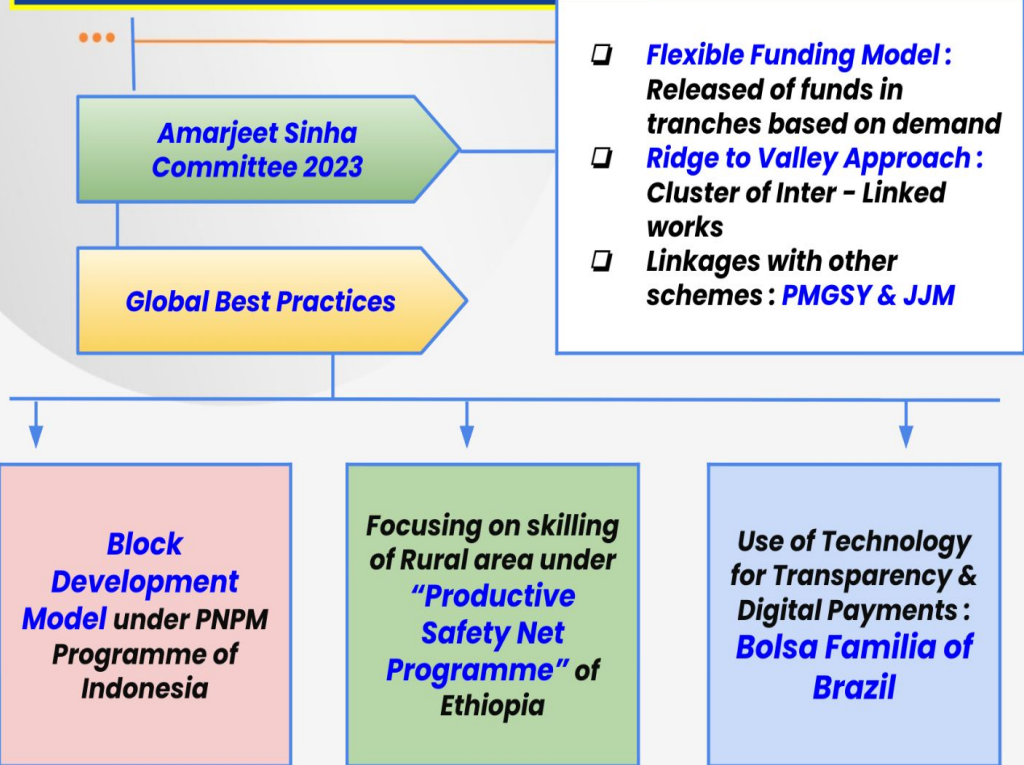 Amarjeet Sinha
Committee 2023
❑ Flexible Funding Model :
Released of funds in
tranches based on demand
❑ Ridge to Valley Approach :
Cluster of Inter - Linked
works
❑ Linkages with other
schemes : PMGSY & JJM
Global Best Practices
Block
Development
Model under PNPM
Programme of
Indonesia
Focusing on skilling
of Rural area under
“Productive
Safety Net
Programme” of
Ethiopia
Use of Technology
for Transparency &
Digital Payments :
Bolsa Familia of
Brazil